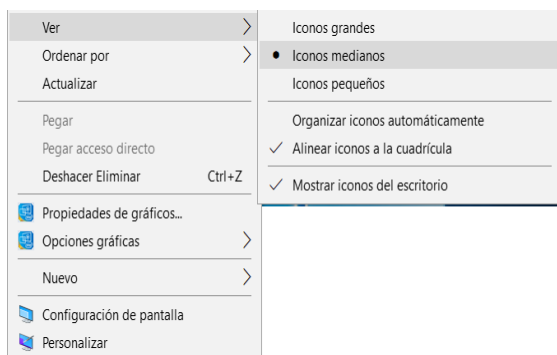 Ver
Ordenar por
Actualizar
Pegar
Pegar acceso directo
Deshacer Eliminar Ctrl+Z
Propiedades de gráficos...
Opciones gráficas
Nuevo
Configuración de pantalla
Personalizar
Iconos grandes
Iconos medianos
Iconos pequeños
Organizar iconos automáticamente
Alinear iconos a la cuadrícula
Mostrar iconos del escritorio